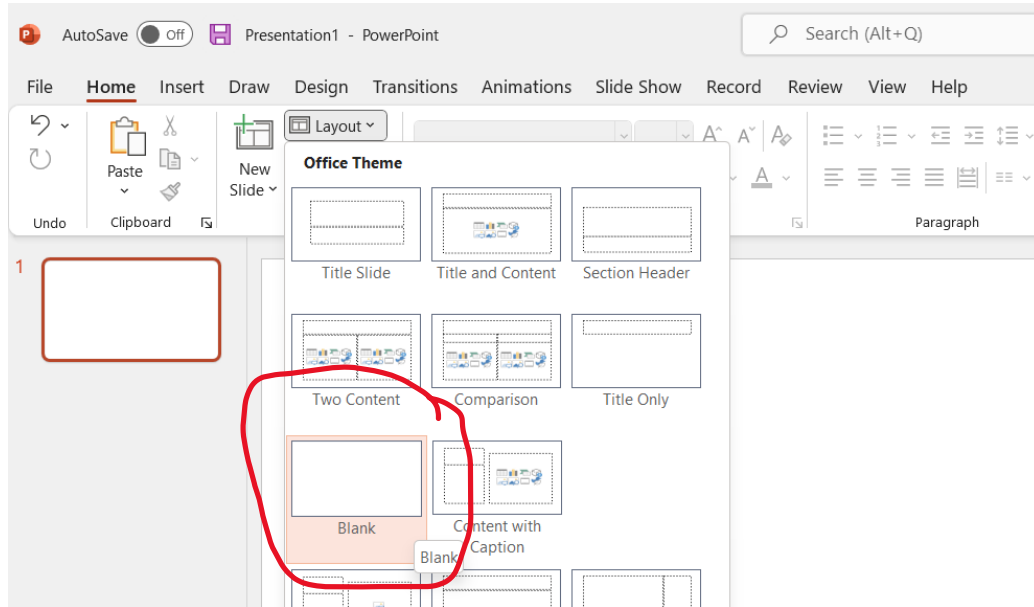 AutoSave Off Presentation1 - PowerPoint Search (Alt+Q)
File Home Insert Draw Design Transitions Animations Slide Show Record Review View Help
Layout
Paste
New
Slide
Undo Clipboard Paragraph
Office Theme
Title Slide Title and Content Section Header
Two Content Comparison Title Only
Blank Content with
Caption
Blank
1